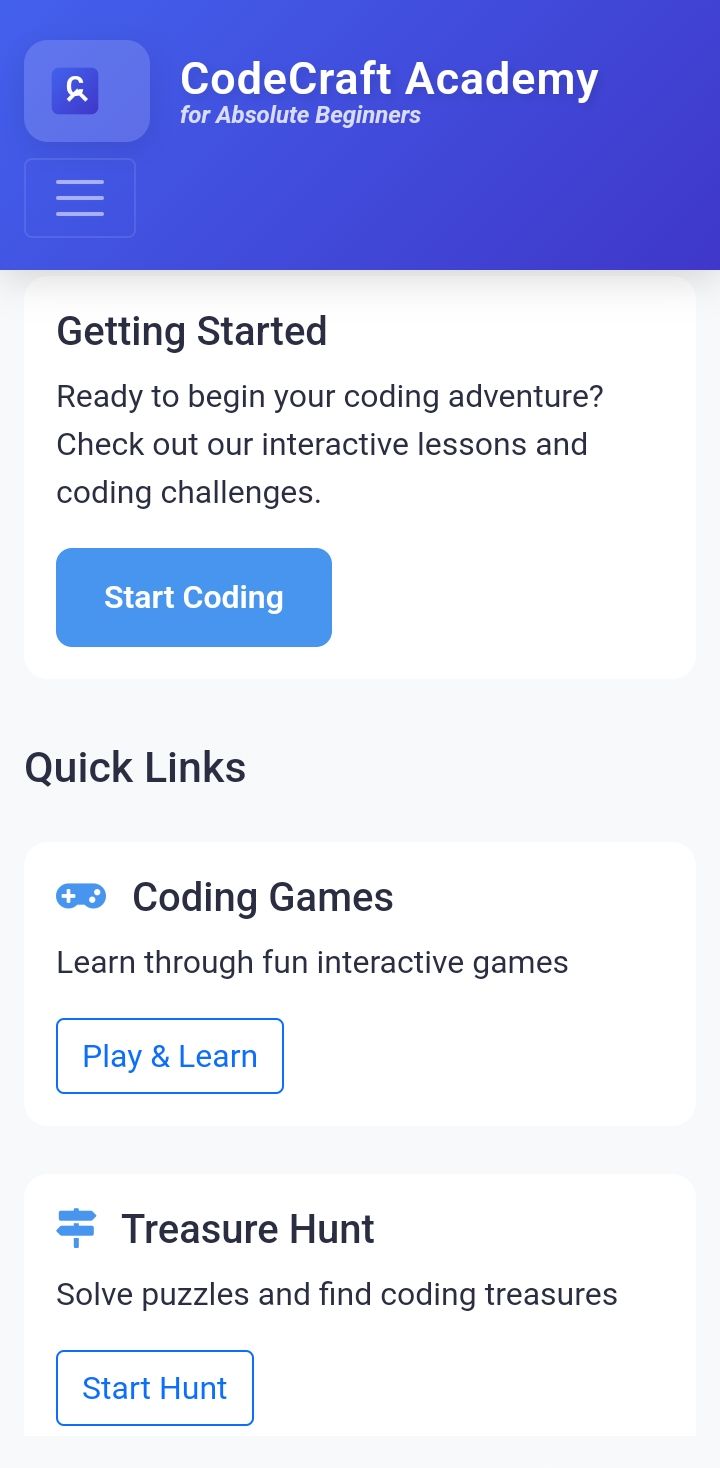 CodeCraft Academy
for Absolute Beginners
Getting Started
Ready to begin your coding adventure?
Check out our interactive lessons and
coding challenges.
Start Coding
Quick Links
Coding Games
Learn through fun interactive games
Play & Learn
Treasure Hunt
Solve puzzles and find coding treasures
Start Hunt